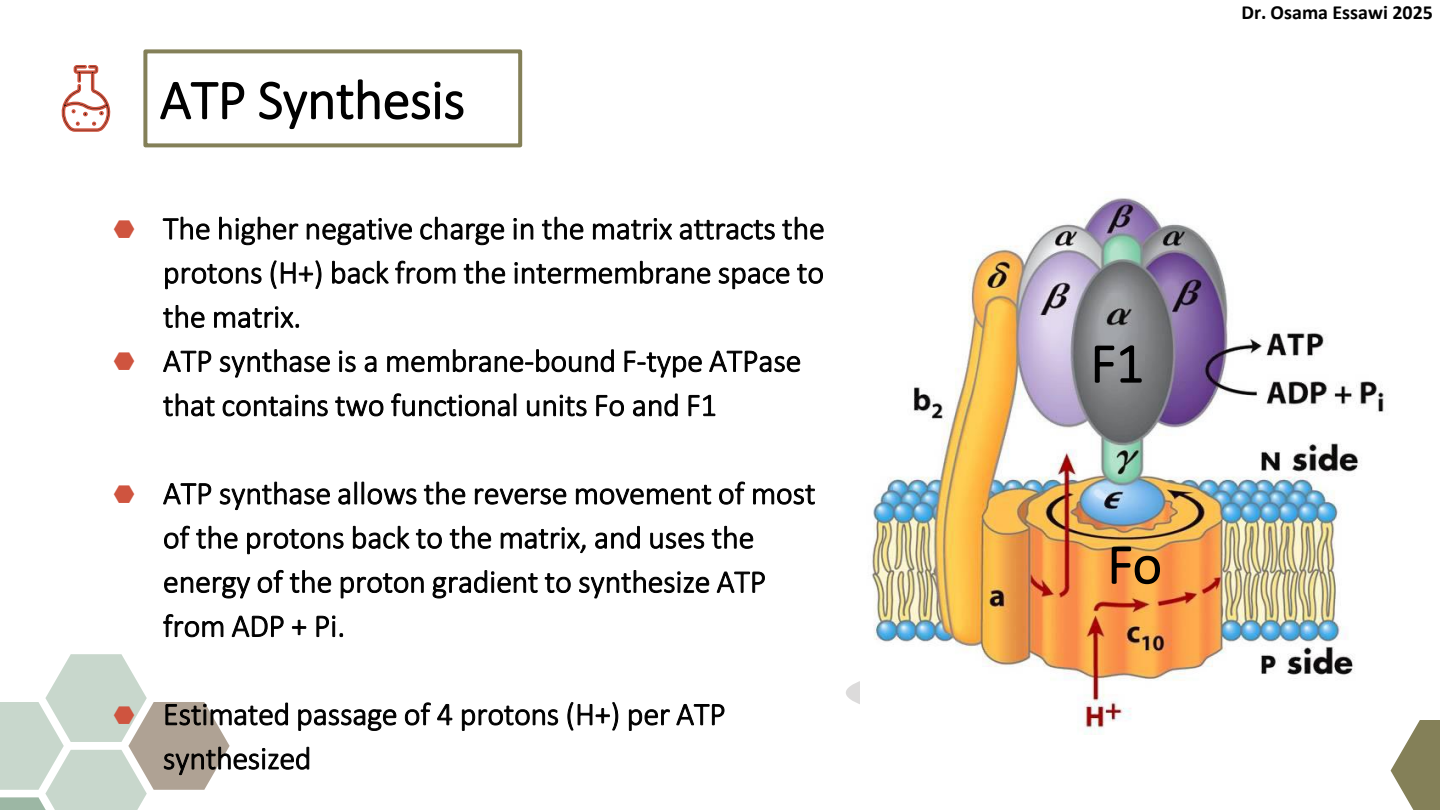 Dr. Osama Essawi 2025
ATP Synthesis
The higher negative charge in the matrix attracts the
protons (H+) back from the intermembrane space to
the matrix.
ATP synthase is a membrane-bound F-type ATPase
that contains two functional units Fo and F1
ATP synthase allows the reverse movement of most
of the protons back to the matrix, and uses the
energy of the proton gradient to synthesize ATP
from ADP + Pi.
Estimated passage of 4 protons (H+) per ATP
synthesized
β
α
α
δ
β
β
α
F1
ATP
ADP + Pi
b2
γ
N side
ϵ
Fo
a
c10
P side
H+